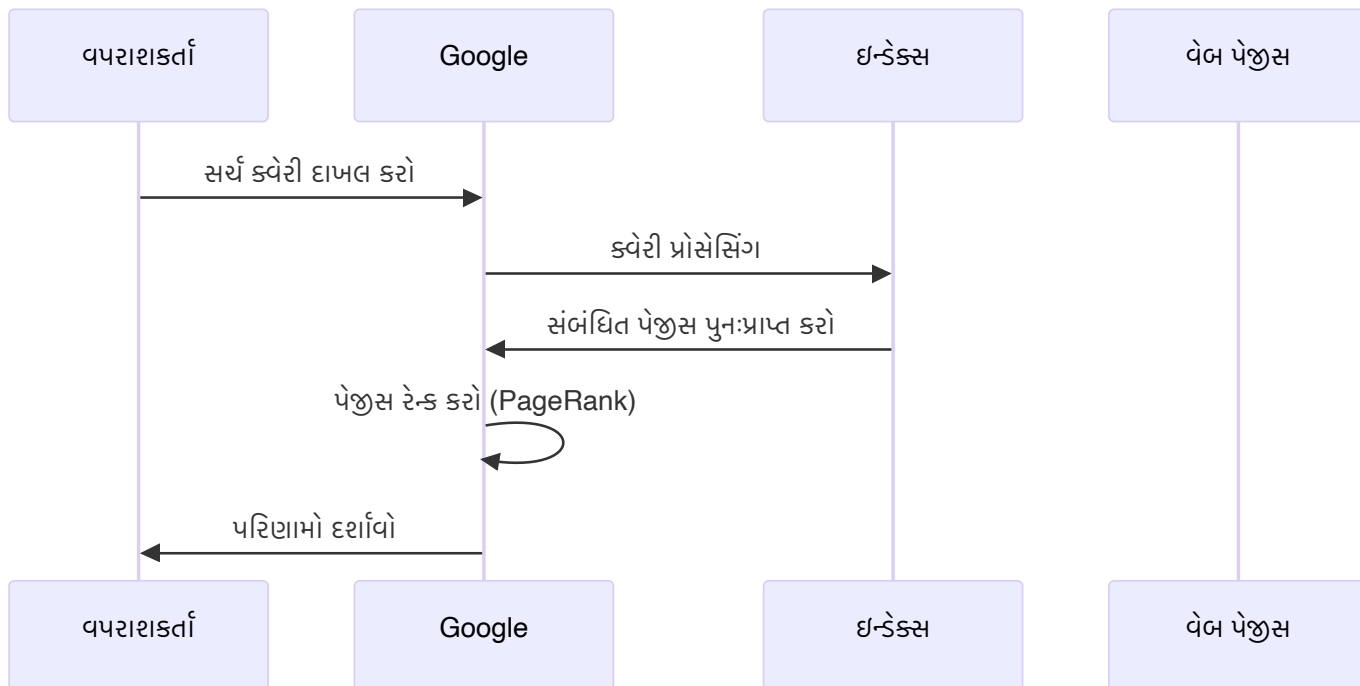 વપરાશકર્તા
Google
ઇન્ડેક્સ
વેબ પેજીસ
સર્ચ ક્વેરી દાખલ કરો
ક્વેરી પ્રોસેસિંગ
સંબંધિત પેજીસ પુનઃપ્રાપ્ત કરો
પેજીસ રેન્ક કરો (PageRank)
પરિણામો દર્શાવો
વપરાશકર્તા
Google
ઇન્ડેક્સ
વેબ પેજીસ